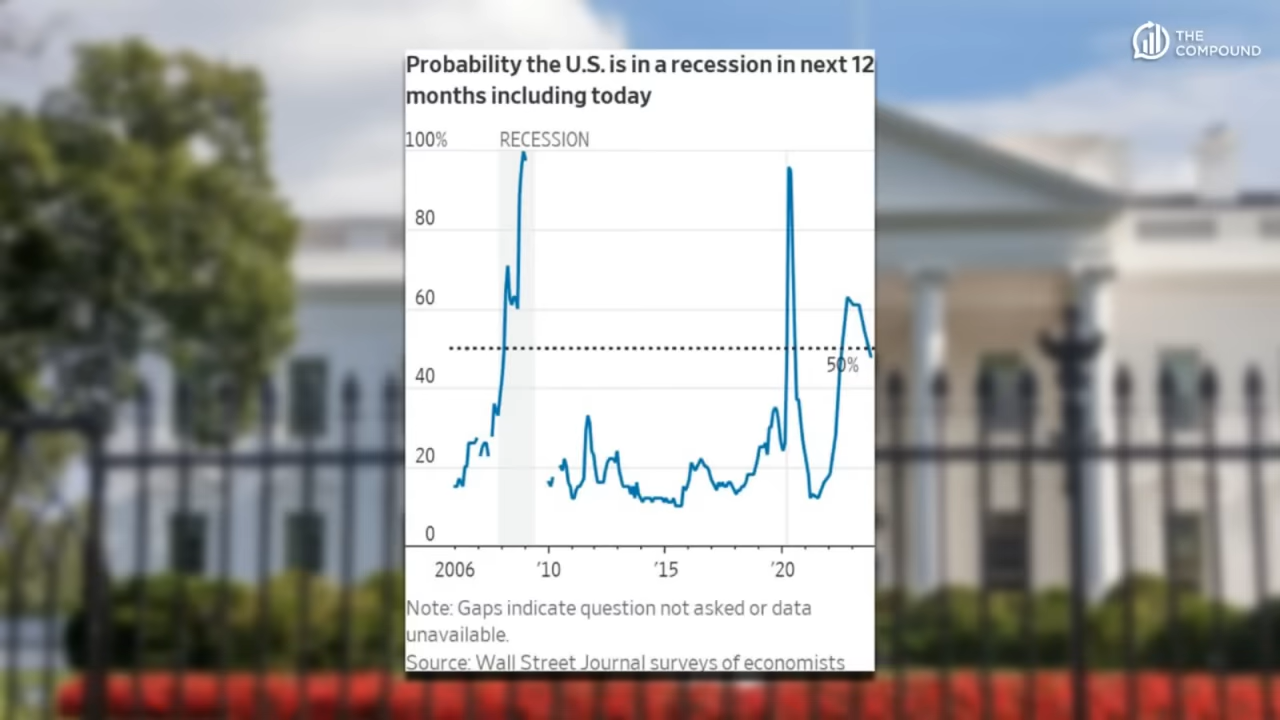 THE
COMPOUND
Probability the U.S. is in a recession in next 12
months including today
100%
RECESSION
80
60
50%
40
20
0
2006
’10
’15
’20
Note: Gaps indicate question not asked or data
unavailable.
Source: Wall Street Journal surveys of economists